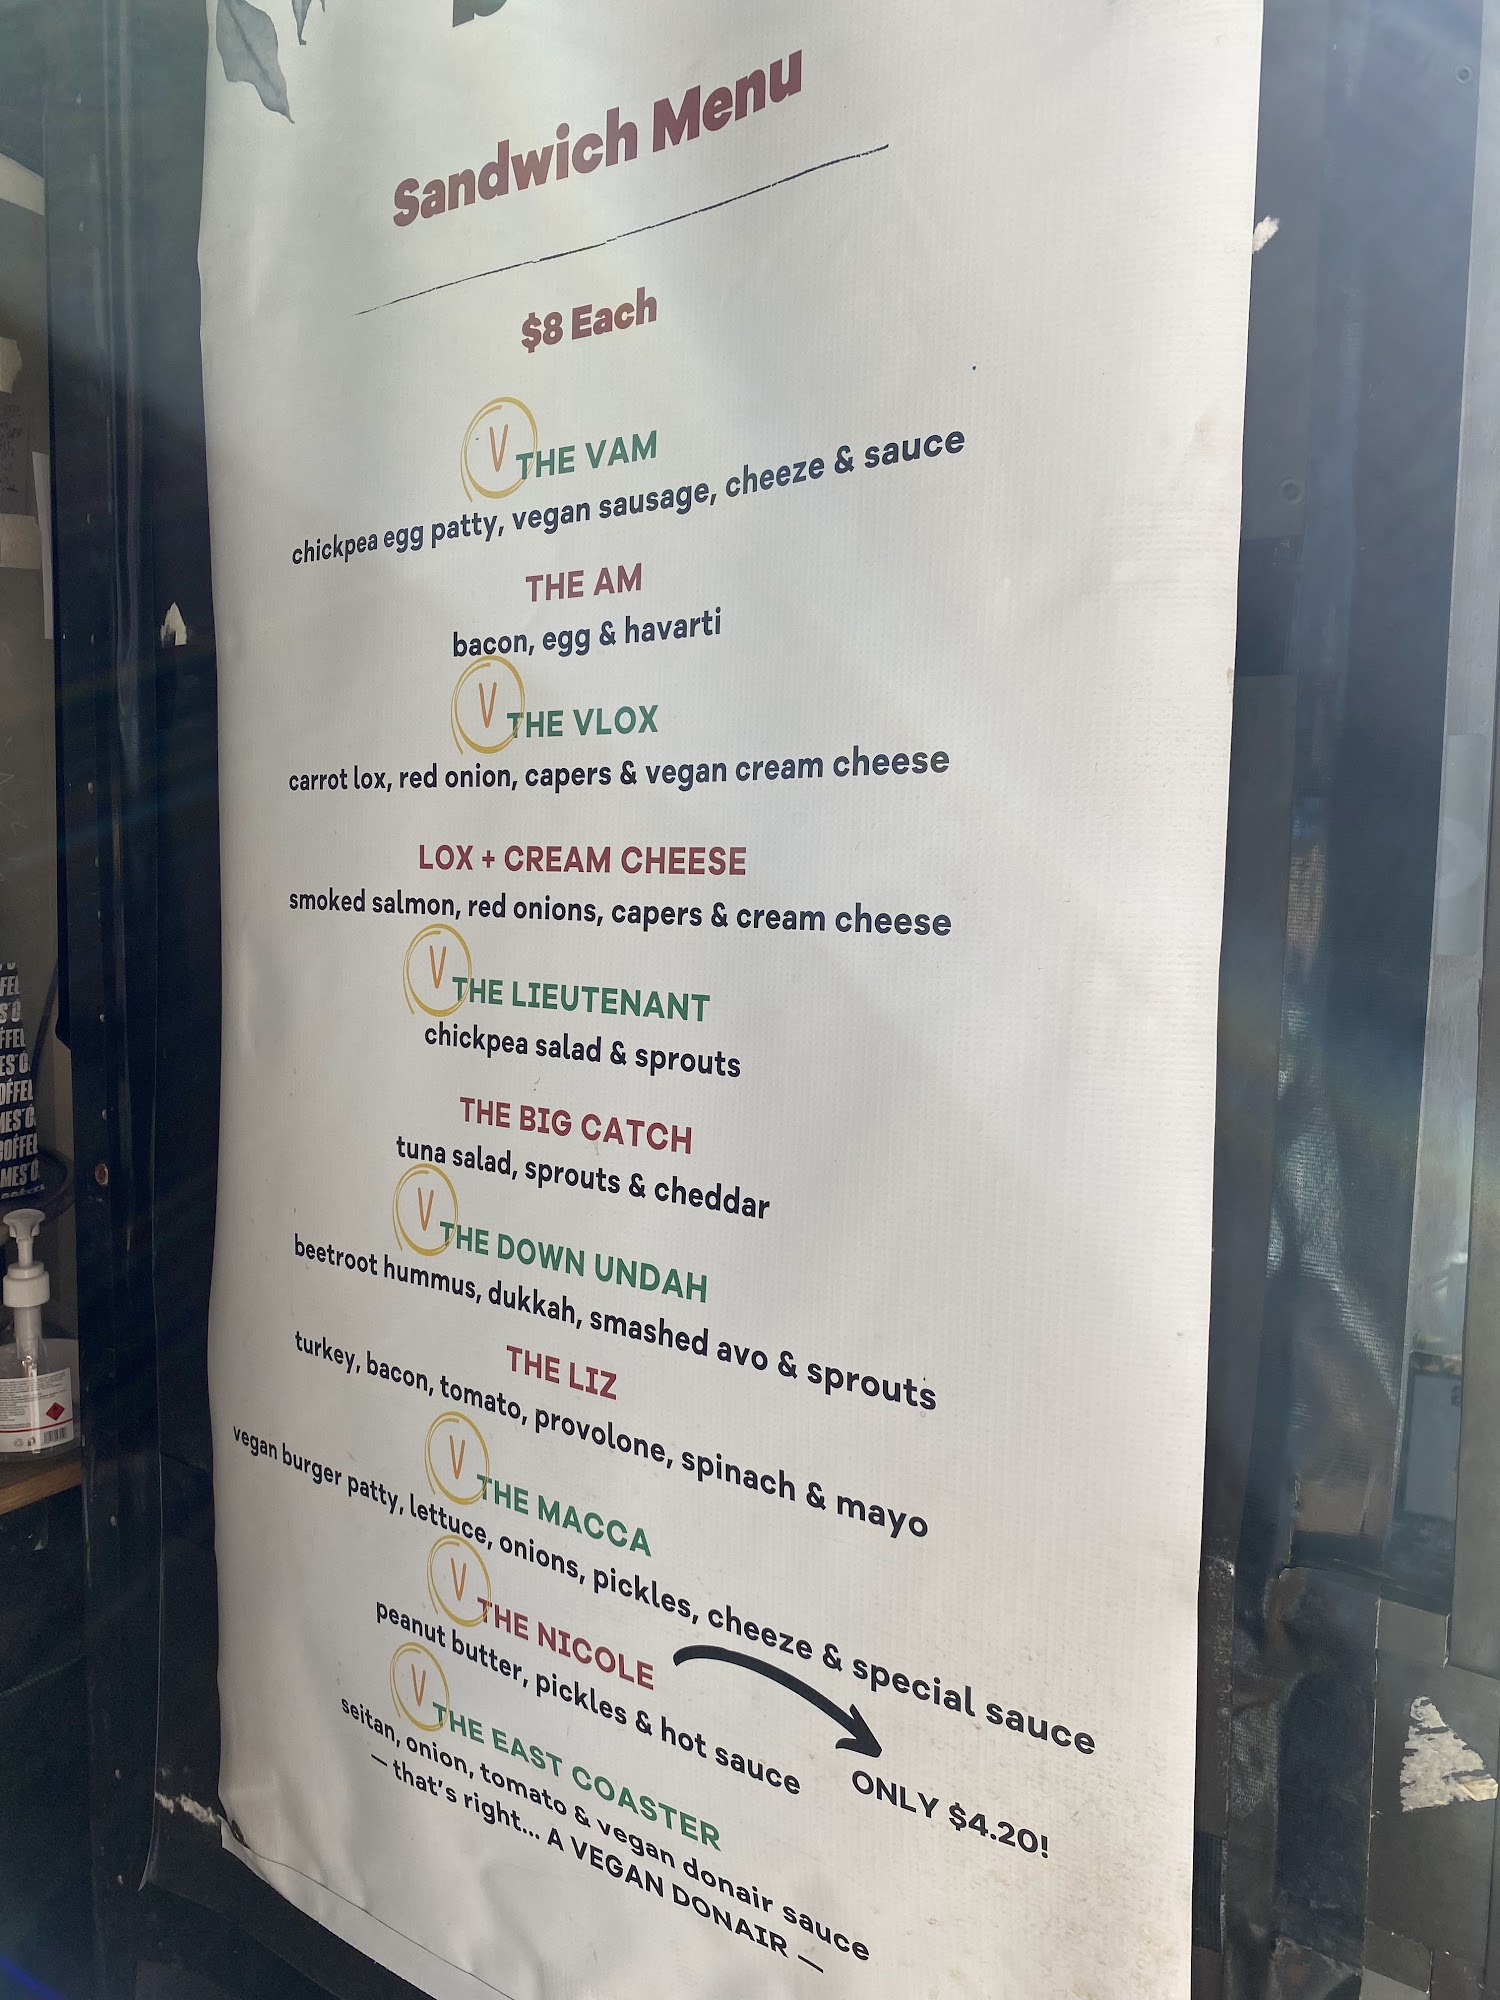 Sandwich Menu
$8 Each
V THE VAM
chickpea egg patty, vegan sausage, cheeze & sauce
THE AM
bacon, egg & havarti
V THE VLOX
carrot lox, red onion, capers & vegan cream cheese
LOX + CREAM CHEESE
smoked salmon, red onions, capers & cream cheese
V THE LIEUTENANT
chickpea salad & sprouts
THE BIG CATCH
tuna salad, sprouts & cheddar
V THE DOWN UNDAH
beetroot hummus, dukkah, smashed avo & sprouts
THE LIZ
turkey, bacon, tomato, provolone, spinach & mayo
V THE MACCA
vegan burger patty, lettuce, onions, pickles, cheeze & special sauce
V THE NICOLE
peanut butter, pickles & hot sauce
ONLY $4.20!
V THE EAST COASTER
seitan, onion, tomato & vegan donair sauce
— that's right... A VEGAN DONAIR —